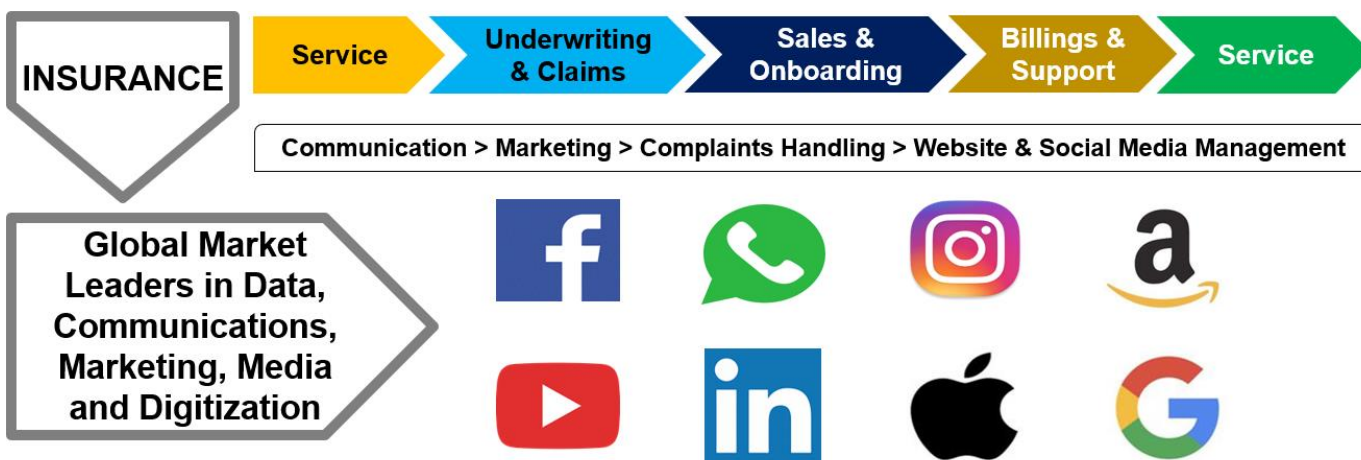 INSURANCE
Service
Underwriting
& Claims
Sales &
Onboarding
Billings &
Support
Service
Communication > Marketing > Complaints Handling > Website & Social Media Management
Global Market
Leaders in Data,
Communications,
Marketing, Media
and Digitization
f
a
in
G